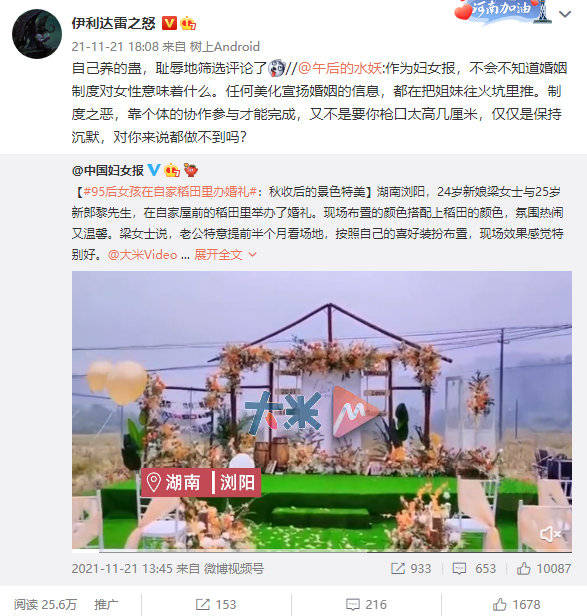 河南加油
伊利达雷之怒
21-11-21 18:08 来自 树上Android
自己养的蛊，耻辱地筛选评论了//@午后的水妖:作为妇女报，不会不知道婚姻
制度对女性意味着什么。任何美化宣扬婚姻的信息，都在把姐妹往火坑里推。制
度之恶，靠个体的协作参与才能完成，又不是要你枪口太高几厘米，仅仅是保持
沉默，对你来说都做不到吗？
@中国妇女报
【#95后女孩在自家稻田里办婚礼#：秋收后的景色特美】湖南浏阳，24岁新娘梁女士与25岁
新郎黎先生，在自家屋前的稻田里举办了婚礼。现场布置的颜色搭配上稻田的颜色，氛围热闹
又温馨。梁女士说，老公特意提前半个月看场地，按照自己的喜好装扮布置，现场效果感觉特
别好。@大米Video ... 展开全文
大米
湖南 浏阳
2021-11-21 13:45 来自 微博视频号
933 653 10087
阅读 25.6万 推广 153 216 1678